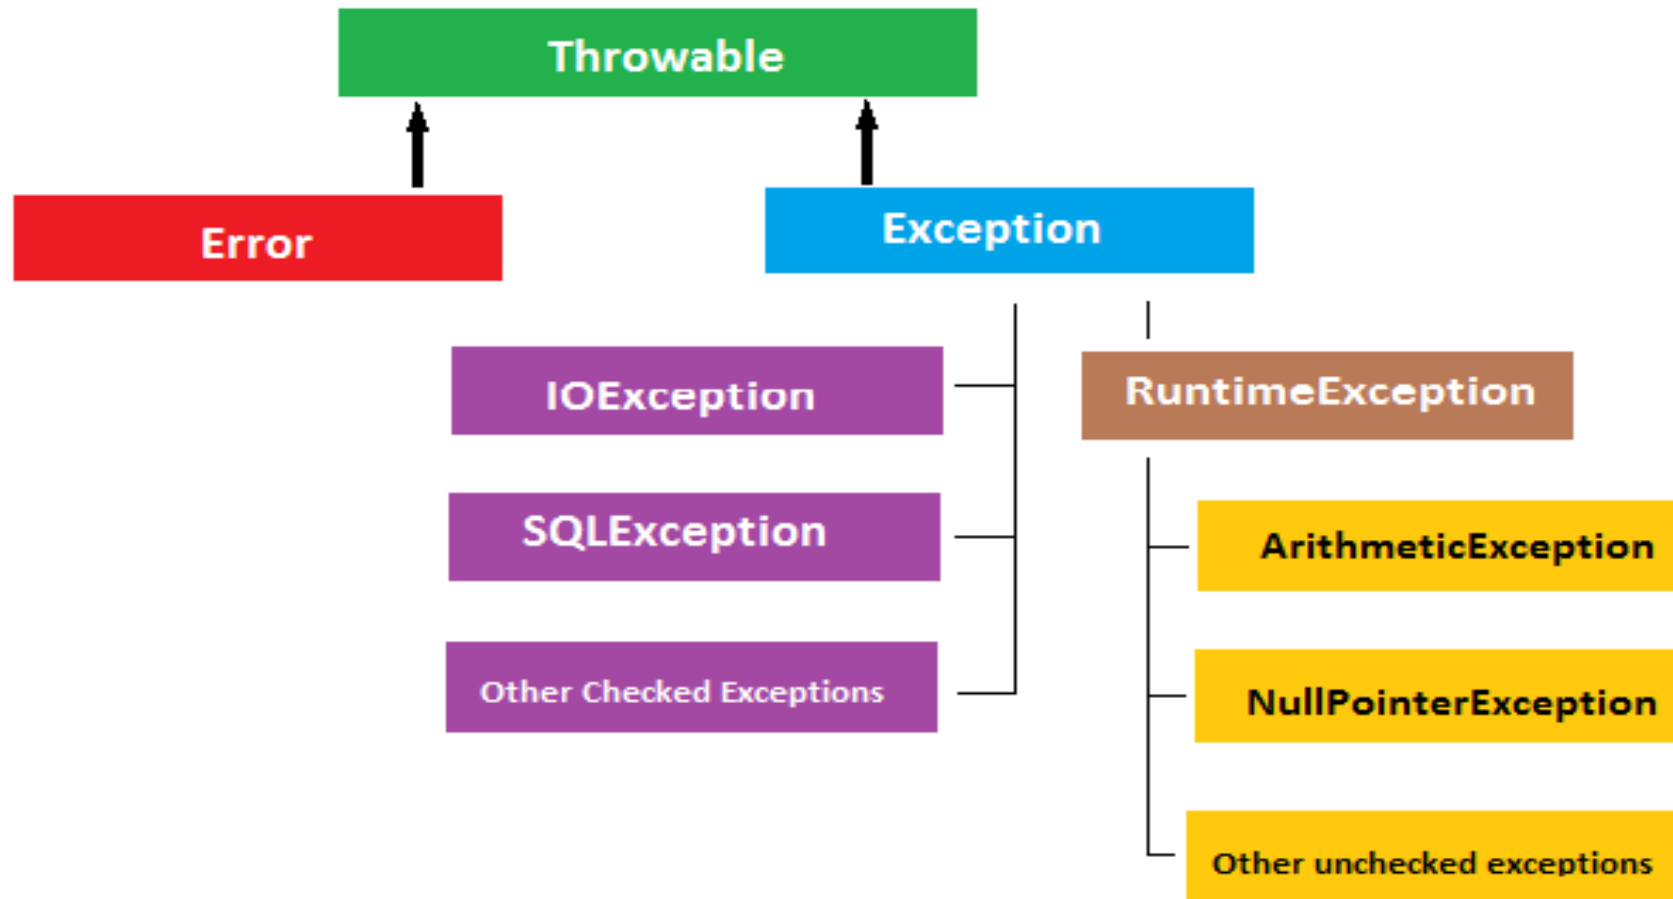 Throwable
Error
Exception
IOException
RuntimeException
SQLException
ArithmeticException
Other Checked Exceptions
NullPointerException
Other unchecked exceptions